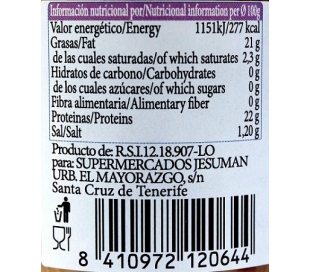 Información nutricional por/Nutricional information per Ø 100g
Valor energético/Energy 1151kJ/277 kcal
Grasas/Fat 21 g
de las cuales saturadas/of which saturates 2,3 g
Hidratos de carbono/Carbohydrates 0 g
de los cuales azúcares/of which sugars 0 g
Fibra alimentaria/Alimentary fiber 0 g
Proteinas/Proteins 22 g
Sal/Salt 1,20 g
Producto de: R.S.I.12.18.907-LO
para: SUPERMERCADOS JESUMAN
URB. EL MAYORAZGO, s/n
Santa Cruz de Tenerife
8 410972 120644